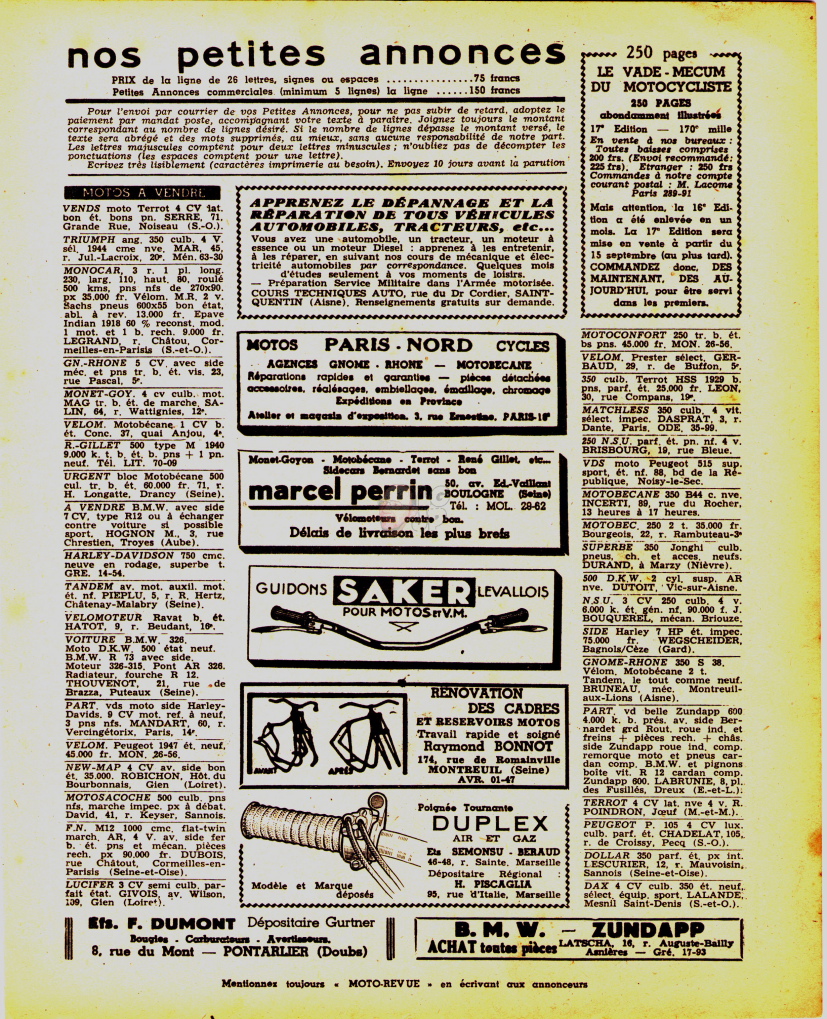 nos petites annonces
PRIX de la ligne de 26 lettres, signes ou espaces ...............75 francs
Petites Annonces commerciales (minimum 5 lignes) la ligne ......150 francs
Pour l'envoi par courrier de vos Petites Annonces, pour ne pas subir de retard, adoptez le
paiement par mandat poste, accompagnant votre texte à paraître. Joignez toujours le montant
correspondant au nombre de lignes désiré. Si le nombre de lignes dépasse le montant versé, le
texte sera abrégé et des mots supprimés, au mieux, sans aucune responsabilité de notre part.
Les lettres majuscules comptent pour deux lettres minuscules ; n'oubliez pas de décompter les
ponctuations (les espaces comptent pour une lettre).
Ecrivez très lisiblement (caractères imprimerie au besoin). Envoyez 10 jours avant la parution
250 pages
LE VADE-MECUM
DU MOTOCYCLISTE
250 PAGES
abondamment illustrées
17e Edition — 170e mille
En vente à nos bureaux :
Toutes baisses comprises
200 frs. (Envoi recommandé:
225 frs). Etranger : 250 frs
Commandes à notre compte
courant postal : M. Lacome
Paris 289-91
Mais attention, la 16e Edi-
tion a été enlevée en un
mois. La 17e Edition sera
mise en vente à partir du
15 septembre (au plus tard).
COMMANDEZ donc, DES
MAINTENANT, DES AU-
JOURD'HUI, pour être servi
dans les premiers.
MOTOS A VENDRE
VENDS moto Terrot 4 CV lat.
bon ét. bons pn. SERRE, 71,
Grande Rue, Noiseau (S.-O.).
TRIUMPH ang. 350 culb. 4 V.
sél. 1944 cme nve. MAR, 45,
r. Jul.-Lacroix, 20e. Mén. 63-30
MONOCAR, 3 r. 1 pl. long.
230, larg. 110, haut. 80, roulé
500 kms, pns nfs de 270x90.
px 35.000 fr. Vélom. M.R. 2 v.
Sachs pneus 600x55 bon état,
abl. à rev. 13.000 fr. Epave
Indian 1918 60 % reconst. mod.
1 mot. et 1 b. rech. 9.000 fr.
LEGRAND, r. Châtou, Cor-
meilles-en-Parisis (S.-et-O.).
GN.-RHONE 5 CV avec side
méc. et pns tr. b. ét. vis. 23,
rue Pascal, 5e.
MONET-GOY. 4 cv culb. mot.
MAG tr. b. ét. de marche, SA-
LIN, 64, r. Wattignies, 12e.
VELOM. Motobécane 1 CV b.
ét. Conc. 37, quai Anjou, 4e.
R.-GILLET 500 type M 1940
9.000 k. t. b. ét. b. pns + 1 pn.
neuf. Tél. LIT. 70-09
URGENT bloc Motobécane 500
cul. tr. b. ét. 60.000 fr. 71, r.
H. Longatte, Drancy (Seine).
A VENDRE B.M.W. avec side
7 CV, type R12 ou à échanger
contre voiture si possible
sport. HOGNON M., 3, rue
Chrestien, Troyes (Aube).
HARLEY-DAVIDSON 750 cmc.
neuve en rodage, superbe t.
GRE. 14-54.
TANDEM av. mot. auxil. mot.
ét. nf. PIEPLU, 5, r. R. Hertz,
Châtenay-Malabry (Seine).
VELOMOTEUR Ravat b. ét.
HATOT, 9, r. Beudant, 16e.
VOITURE B.M.W. 326.
Moto D.K.W. 500 état neuf.
B.M.W. R 73 avec side.
Moteur 326-315. Pont AR 326.
Radiateur, fourche R 12.
THOUVENOT, 21, rue de
Brazza, Puteaux (Seine).
PART. vds moto side Harley-
Davids. 9 CV mot. ref. à neuf,
3 pns nfs. MANDART, 60, r.
Vercingétorix, Paris, 14e.
VELOM. Peugeot 1947 ét. neuf.
45.000 fr. MON. 26-56.
NEW-MAP 4 CV av. side bon
ét. 35.000. ROBICHON, Hôt. du
Bourbonnais, Gien (Loiret).
MOTOSACOCHE 500 culb. pns
nfs, marche impec. px à débat.
David, 41, r. Keyser, Sannois.
F.N. M12 1000 cmc. flat-twin
march. AR, 4 V. av. side fer
b. ét. pns et mécan. pièces
rech. px 90.000 fr. DUBOIS,
rue Châtout, Cormeilles-en-
Parisis (Seine-et-Oise).
LUCIFER 3 CV semi culb. par-
fait état. GIVOIS, av. Wilson,
109, Gien (Loiret).
APPRENEZ LE DÉPANNAGE ET LA
RÉPARATION DE TOUS VÉHICULES
AUTOMOBILES, TRACTEURS, etc...
Vous avez une automobile, un tracteur, un moteur à
essence ou un moteur Diesel : apprenez à les entretenir,
à les réparer, en suivant nos cours de mécanique et élec-
tricité automobiles par correspondance. Quelques mois
d'études seulement à vos moments de loisirs.
— Préparation Service Militaire dans l'Armée motorisée.
COURS TECHNIQUES AUTO, rue du Dr Cordier, SAINT-
QUENTIN (Aisne). Renseignements gratuits sur demande.
MOTOS PARIS-NORD CYCLES
AGENCES GNOME-RHONE — MOTOBECANE
Réparations rapides et garanties — pièces détachées
accessoires, réalésages, embiellages, émaillage, chromage
Expéditions en Province
Atelier et magasin d'exposition. 3, rue Ernestine, PARIS-18e
Monet-Goyon - Motobécane - Terrot - René Gillet, etc...
Sidecars Bernardet sans bon
marcel perrin
50, av. Ed.-Vaillant
BOULOGNE (Seine)
Tél. : MOL. 29-62
Vélomoteurs contre bon.
Délais de livraison les plus brefs
GUIDONS SAKER LEVALLOIS
POUR MOTOS ET V.M.
AVANT
APRÈS
RENOVATION
DES CADRES
ET RESERVOIRS MOTOS
Travail rapide et soigné
Raymond BONNOT
174, rue de Romainville
MONTREUIL (Seine)
AVR. 01-47
Poignée Tournante
DUPLEX
AIR ET GAZ
Ets SEMONSU-BERAUD
46-48, r. Sainte, Marseille
Dépositaire Régional :
H. PISCAGLIA
95, rue d'Italie, Marseille
Modèle et Marque
déposés
MOTOCONFORT 250 tr. b. ét.
bs pns. 45.000 fr. MON. 26-56.
VELOM. Prester sélect. GER-
BAUD, 29, r. de Buffon, 5e.
350 culb. Terrot HSS 1929 b.
pns, parf. ét. 25.000 fr. LEON,
30, rue Compans, 19e.
MATCHLESS 350 culb. 4 vit.
sélect. impec. DASPRAT, 3, r.
Dante, Paris. ODE. 35-99.
250 N.S.U. parf. ét. pn. nf. 4 v.
BRISBOURG, 19, rue Bleue.
VDS moto Peugeot 515 sup.
sport, ét. nf. 88, bd de la Ré-
publique, Noisy-le-Sec.
MOTOBECANE 350 B44 c. nve.
INCERTI, 89, rue du Rocher,
13 heures à 17 heures.
MOTOBEC. 250 2 t. 35.000 fr.
Bourgeois, 22, r. Rambuteau-3e
SUPERBE 350 Jonghi culb.
pneus, ch. et acces. neufs.
DURAND, à Marzy (Nièvre).
500 D.K.W. 2 cyl. susp. AR
nve. DUTOIT, Vic-sur-Aisne.
N.S.U. 3 CV 250 culb. 4 v.
6.000 k. ét. gén. nf. 90.000 f. J.
BOUQUEREL, mécan. Briouze.
SIDE Harley 7 HP ét. impec.
75.000 fr. WEGSCHEIDER,
Bagnols/Cèze (Gard).
GNOME-RHONE 350 S 38.
Vélom. Motobécane 2 t.
Tandem, le tout comme neuf.
BRUNEAU, méc. Montreuil-
aux-Lions (Aisne).
PART. vd belle Zundapp 600
4.000 k. b. prés. av. side Ber-
nardet grd Rout. roue ind. et
freins + pièces rech. + châs.
side Zundapp roue ind. comp.
remorque moto et pneus car-
dan comp. B.M.W. et pignons
boîte vit. R 12 cardan comp.
Zundapp 600. LABRUNIE, 8, pl.
des Fusillés, Dreux (E.-et-L.).
TERROT 4 CV lat. nve 4 v. R.
POINDRON, Jœuf (M.-et-M.).
PEUGEOT P. 105 4 CV lux.
culb. parf. ét. CHADELAT, 105,
r. de Croissy, Pecq (S.-O.).
DOLLAR 350 parf. ét. px int.
LESCURIER, 12, r. Mauvoisin,
Sannois (Seine-et-Oise).
DAX 4 CV culb. 350 ét. neuf,
sélect. équip. sport. LALANDE,
Mesnil Saint-Denis (S.-et-O.).
Ets. F. DUMONT Dépositaire Gurtner
Bougies - Carburateurs - Avertisseurs.
8, rue du Mont — PONTARLIER (Doubs)
B. M. W. — ZUNDAPP
ACHAT toutes pièces LATSCHA, 16, r. Auguste-Bailly
Asnières — Gré. 17-93
Mentionnez toujours « MOTO-REVUE » en écrivant aux annonceurs